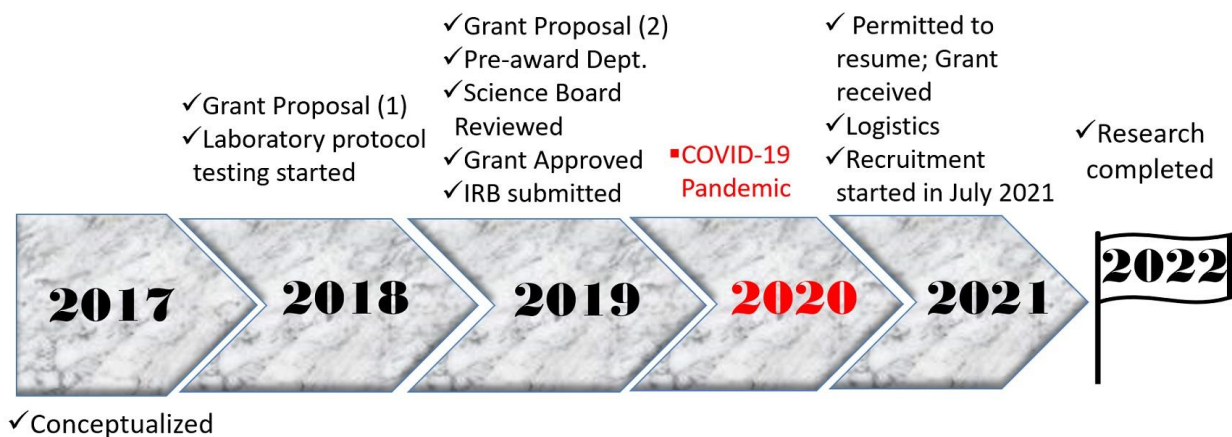 ✓Conceptualized
2017
✓Grant Proposal (1)
✓Laboratory protocol
testing started
2018
✓Grant Proposal (2)
✓Pre-award Dept.
✓Science Board
Reviewed
✓Grant Approved
✓IRB submitted
2019
▪COVID-19
Pandemic
2020
✓ Permitted to
resume; Grant
received
✓Logistics
✓Recruitment
started in July 2021
2021
✓Research
completed
2022